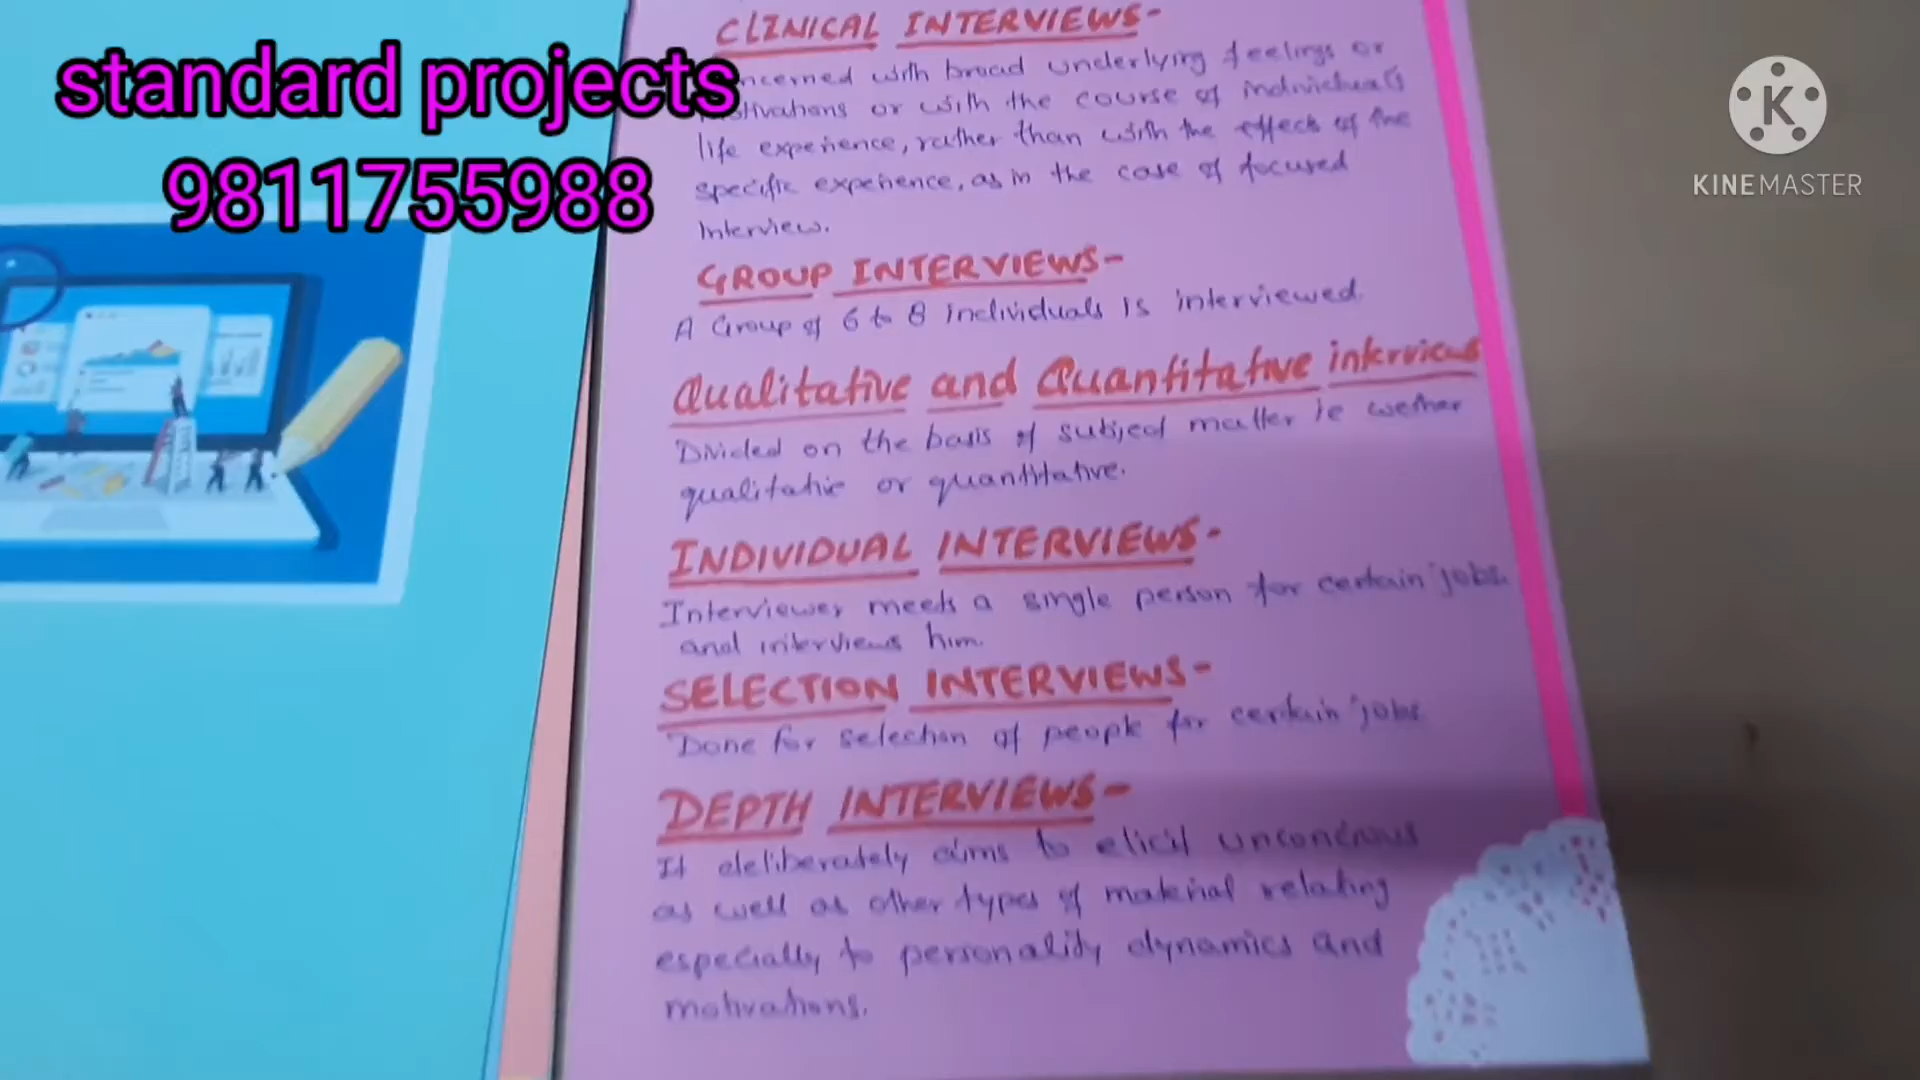 standard projects
9811755988
KINEMASTER
CLINICAL INTERVIEWS-
ncerned with broad underlying feelings or
otivations or with the course of individuals
life experience, rather than with the effect of the
specific experience, as in the case of focused
Interview.
GROUP INTERVIEWS-
A Group of 6 to 8 individuals is interviewed.
Qualitative and Quantitative interviews
Divided on the basis of subject matter ie wether
qualitative or quantitative.
INDIVIDUAL INTERVIEWS-
Interviewer meets a single person for certain jobs.
and interviews him.
SELECTION INTERVIEWS-
Done for selection of people for certain jobs
DEPTH INTERVIEWS-
It deliberately aims to elicit
as well as other types of material relating
especially to personality dynamics and
motivations.